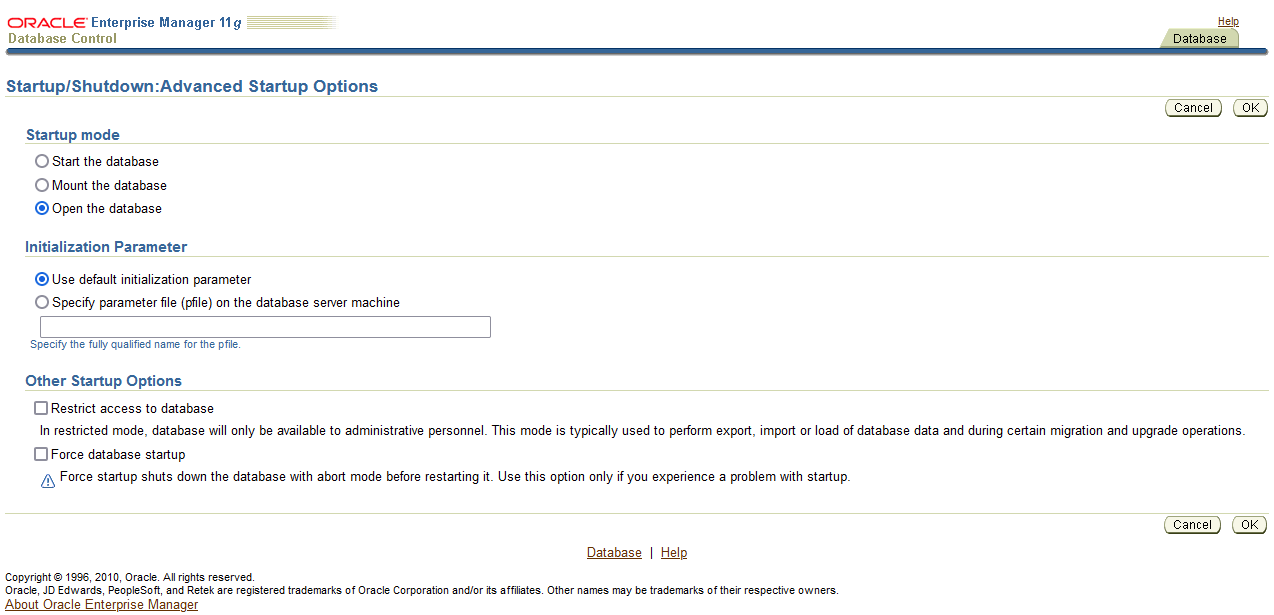 ORACLE Enterprise Manager 11g
Database Control
Help
Database
Startup/Shutdown:Advanced Startup Options
Cancel OK
Startup mode
Start the database
Mount the database
Open the database
Initialization Parameter
Use default initialization parameter
Specify parameter file (pfile) on the database server machine
Specify the fully qualified name for the pfile.
Other Startup Options
Restrict access to database
In restricted mode, database will only be available to administrative personnel. This mode is typically used to perform export, import or load of database data and during certain migration and upgrade operations.
Force database startup
Force startup shuts down the database with abort mode before restarting it. Use this option only if you experience a problem with startup.
Cancel OK
Database | Help
Copyright © 1996, 2010, Oracle. All rights reserved.
Oracle, JD Edwards, PeopleSoft, and Retek are registered trademarks of Oracle Corporation and/or its affiliates. Other names may be trademarks of their respective owners.
About Oracle Enterprise Manager